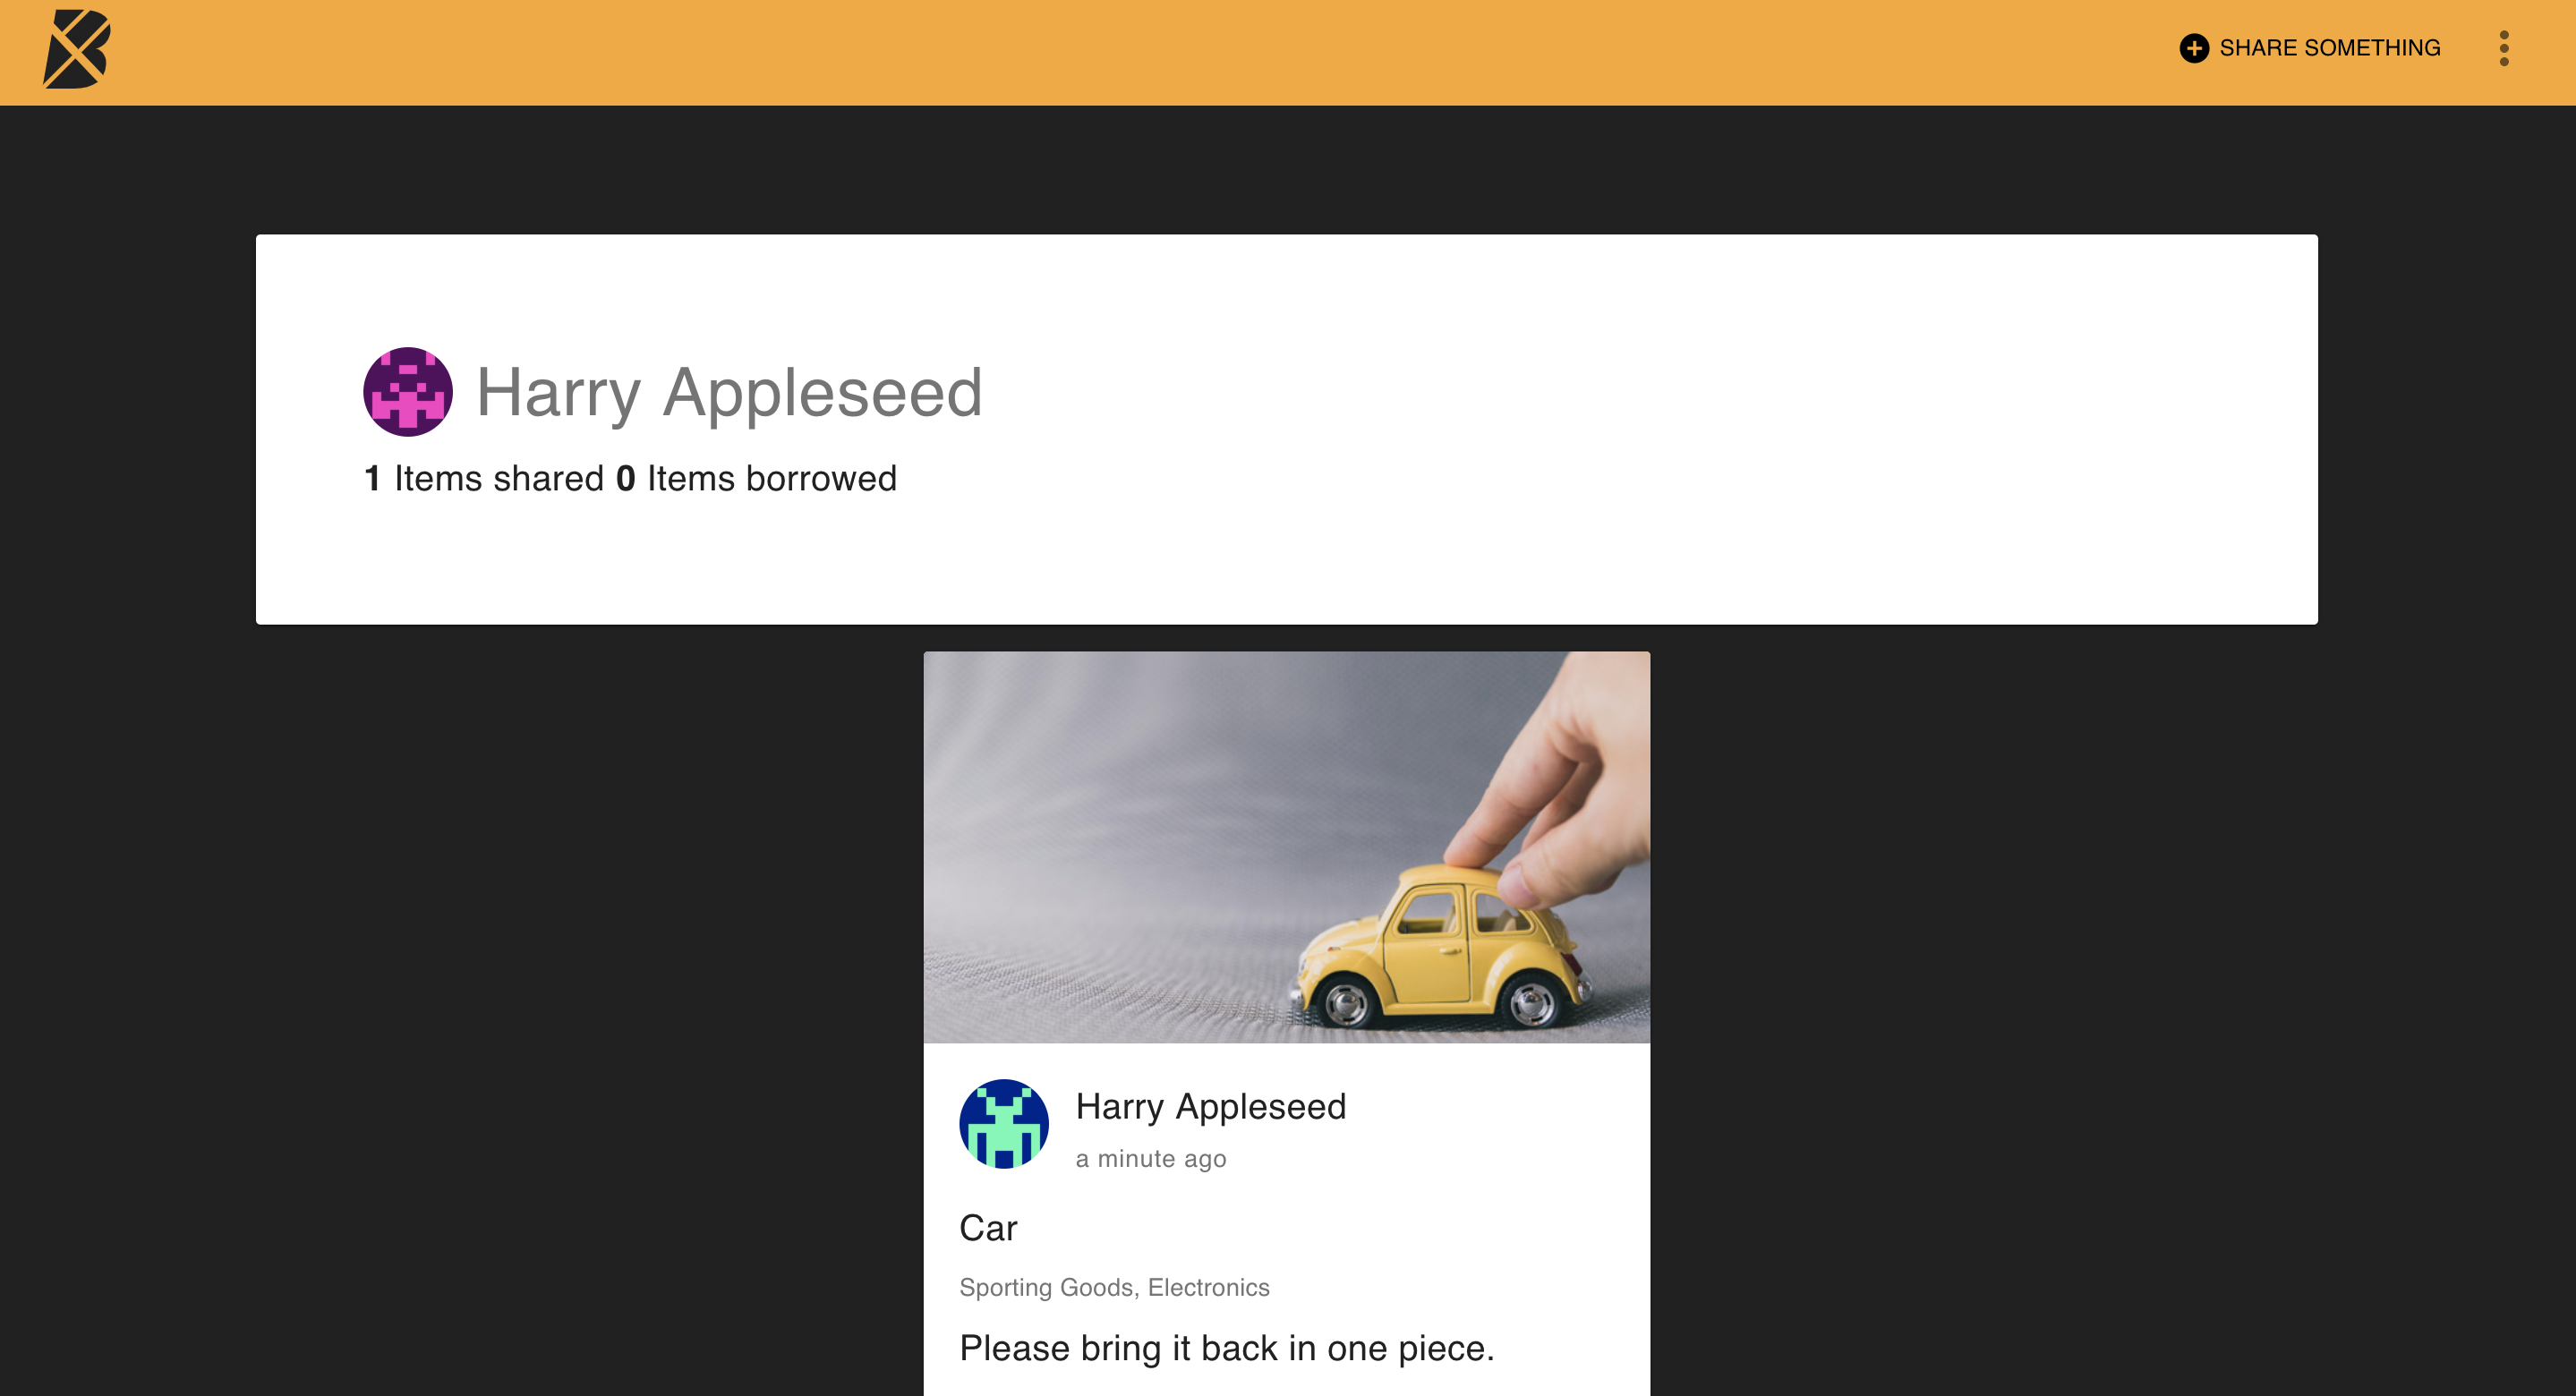 SHARE SOMETHING
Harry Appleseed
1 Items shared 0 Items borrowed
Harry Appleseed
a minute ago
Car
Sporting Goods, Electronics
Please bring it back in one piece.